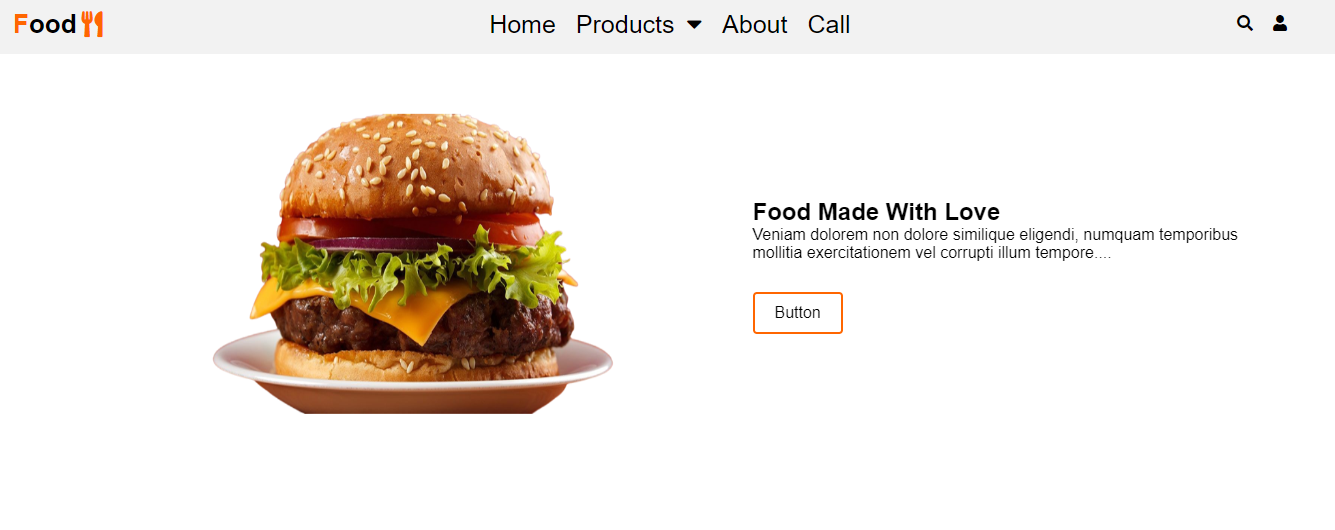 Food
Home Products About Call
Food Made With Love
Veniam dolorem non dolore similique eligendi, numquam temporibus
mollitia exercitationem vel corrupti illum tempore....
Button